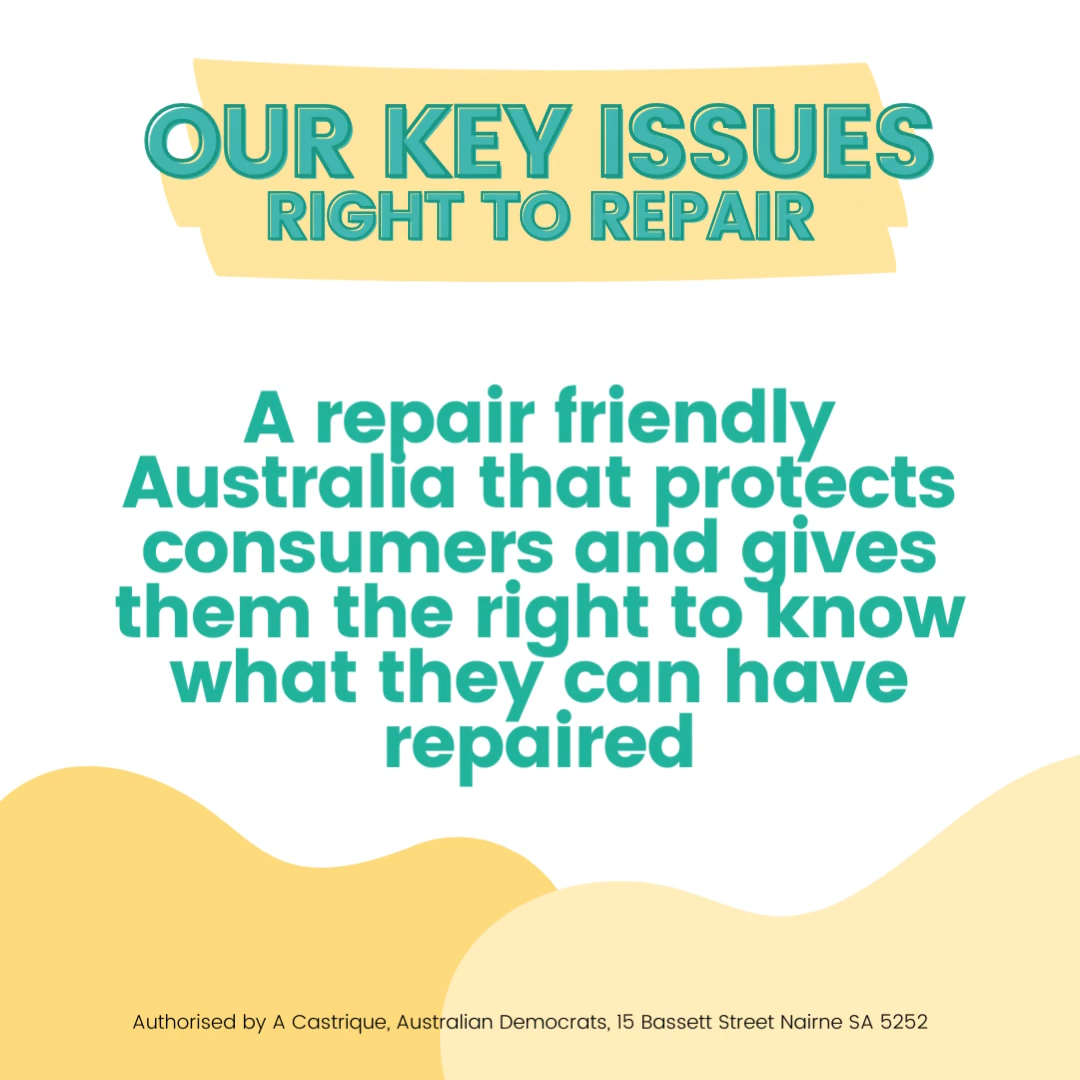 OUR KEY ISSUES
RIGHT TO REPAIR
A repair friendly
Australia that protects
consumers and gives
them the right to know
what they can have
repaired
Authorised by A Castrique, Australian Democrats, 15 Bassett Street Nairne SA 5252